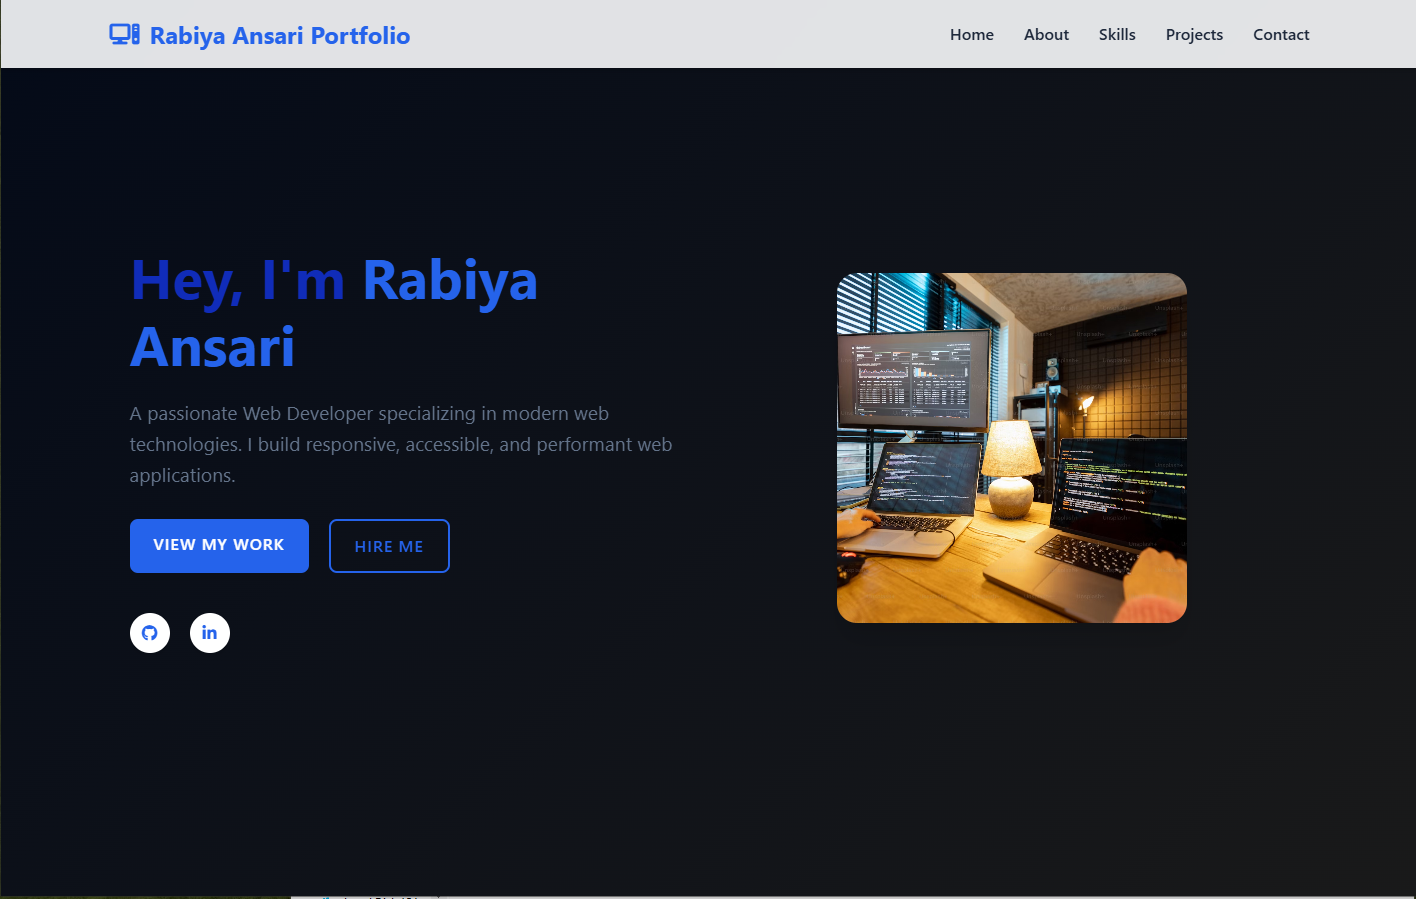 Rabiya Ansari Portfolio
Home About Skills Projects Contact
Hey, I'm Rabiya
Ansari
A passionate Web Developer specializing in modern web
technologies. I build responsive, accessible, and performant web
applications.
VIEW MY WORK HIRE ME
in